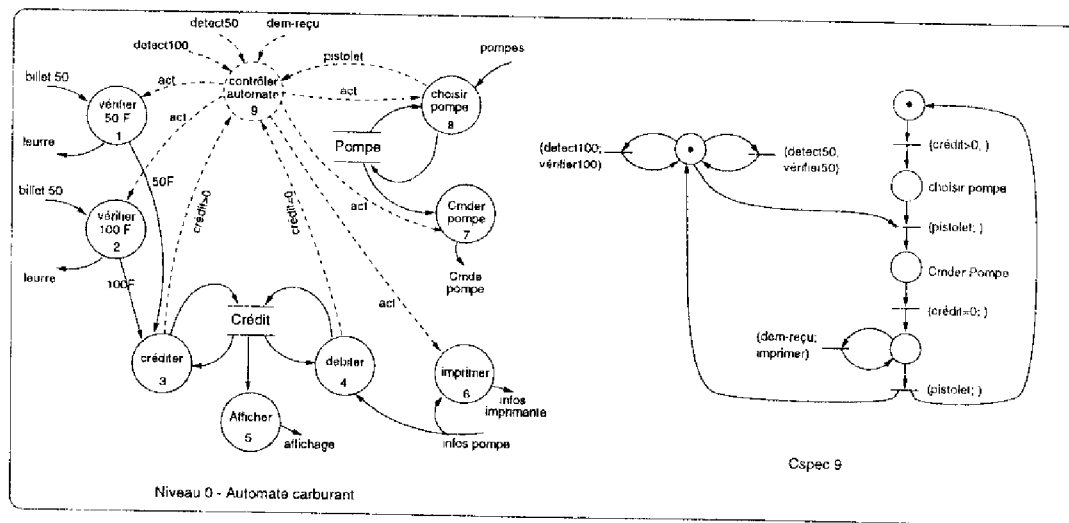 detect50
dem-reçu
detect100
pistolet
pompes
billet 50
act
contrôler
automate
9
act
choisir
pompe
8
vérifier
50 F
1
act
leurre
Pompe
50F
billet 50
crédit>0
crédit=0
act
Cmder
pompe
7
vérifier
100 F
2
Cmde
pompe
leurre
100F
act
Crédit
créditer
3
débiter
4
imprimer
6
infos
imprimante
Afficher
5
affichage
infos pompe
Niveau 0 - Automate carburant
(detect100;
vérifier100)
(detect50,
vérifier50)
(crédit>0, )
choisir pompe
(pistolet; )
Cmder Pompe
(crédit=0; )
(dem-reçu;
imprimer)
(pistolet; )
Cspec 9